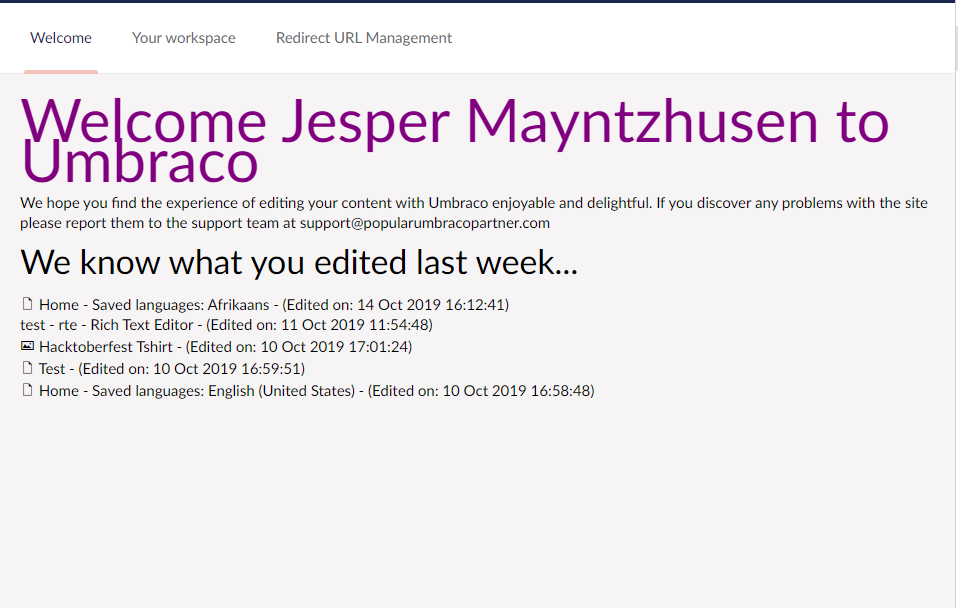 Welcome Your workspace Redirect URL Management
Welcome Jesper Mayntzhusen to
Umbraco
We hope you find the experience of editing your content with Umbraco enjoyable and delightful. If you discover any problems with the site
please report them to the support team at support@popularumbracopartner.com
We know what you edited last week...
Home - Saved languages: Afrikaans - (Edited on: 14 Oct 2019 16:12:41)
test - rte - Rich Text Editor - (Edited on: 11 Oct 2019 11:54:48)
Hacktoberfest Tshirt - (Edited on: 10 Oct 2019 17:01:24)
Test - (Edited on: 10 Oct 2019 16:59:51)
Home - Saved languages: English (United States) - (Edited on: 10 Oct 2019 16:58:48)